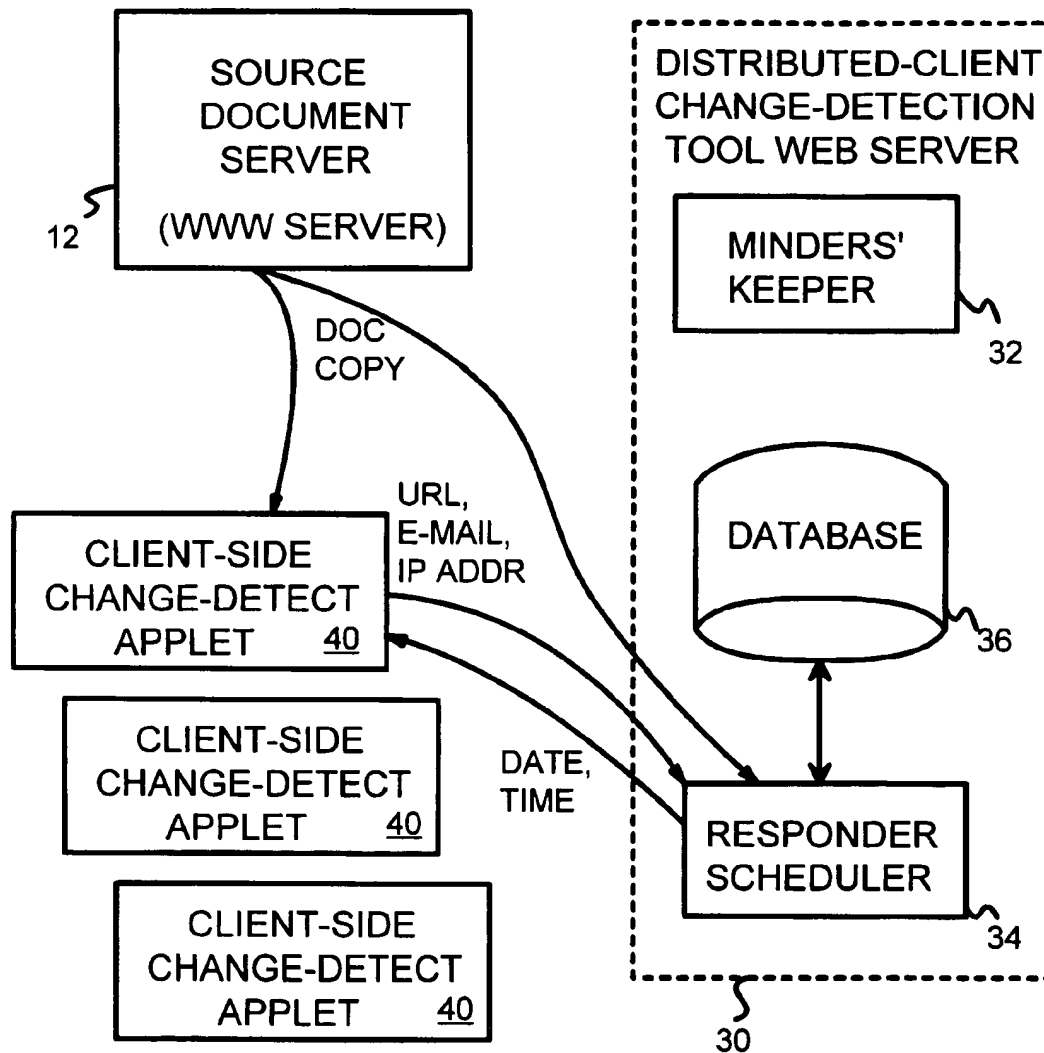 SOURCE
DOCUMENT
SERVER
(WWW SERVER)
12
DISTRIBUTED-CLIENT
CHANGE-DETECTION
TOOL WEB SERVER
MINDERS'
KEEPER
32
DOC
COPY
DATABASE
36
URL,
E-MAIL,
IP ADDR
CLIENT-SIDE
CHANGE-DETECT
APPLET 40
CLIENT-SIDE
CHANGE-DETECT
APPLET 40
DATE,
TIME
RESPONDER
SCHEDULER
34
CLIENT-SIDE
CHANGE-DETECT
APPLET 40
30